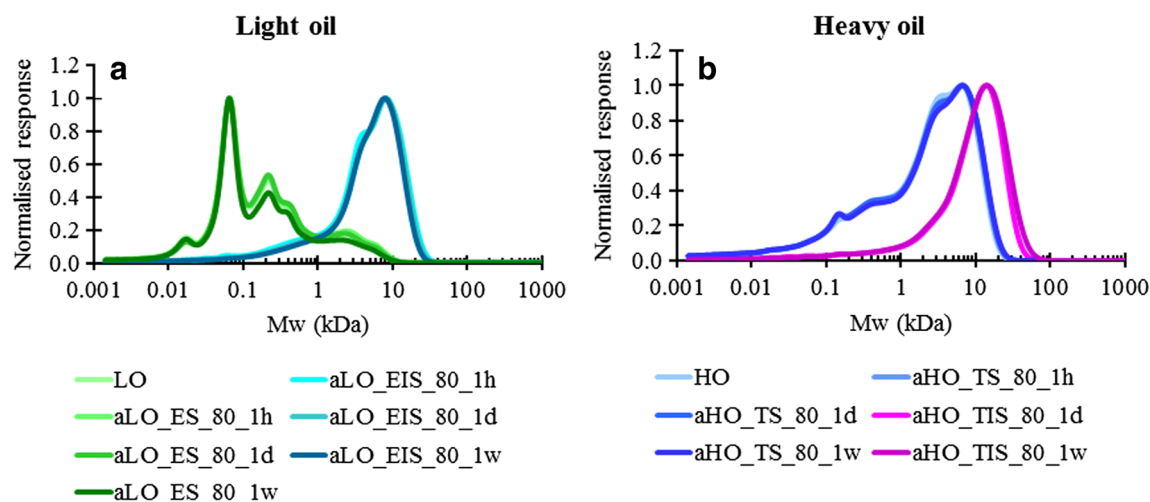 Light oil
a
Normalised response
1.2
1.0
0.8
0.6
0.4
0.2
0.0
0.001 0.01 0.1 1 10 100 1000
Mw (kDa)
LO
aLO_EIS_80_1h
aLO_ES_80_1h
aLO_EIS_80_1d
aLO_ES_80_1d
aLO_EIS_80_1w
aLO_ES_80_1w
Heavy oil
b
Normalised response
1.2
1.0
0.8
0.6
0.4
0.2
0.0
0.001 0.01 0.1 1 10 100 1000
Mw (kDa)
HO
aHO_TS_80_1h
aHO_TS_80_1d
aHO_TIS_80_1d
aHO_TS_80_1w
aHO_TIS_80_1w